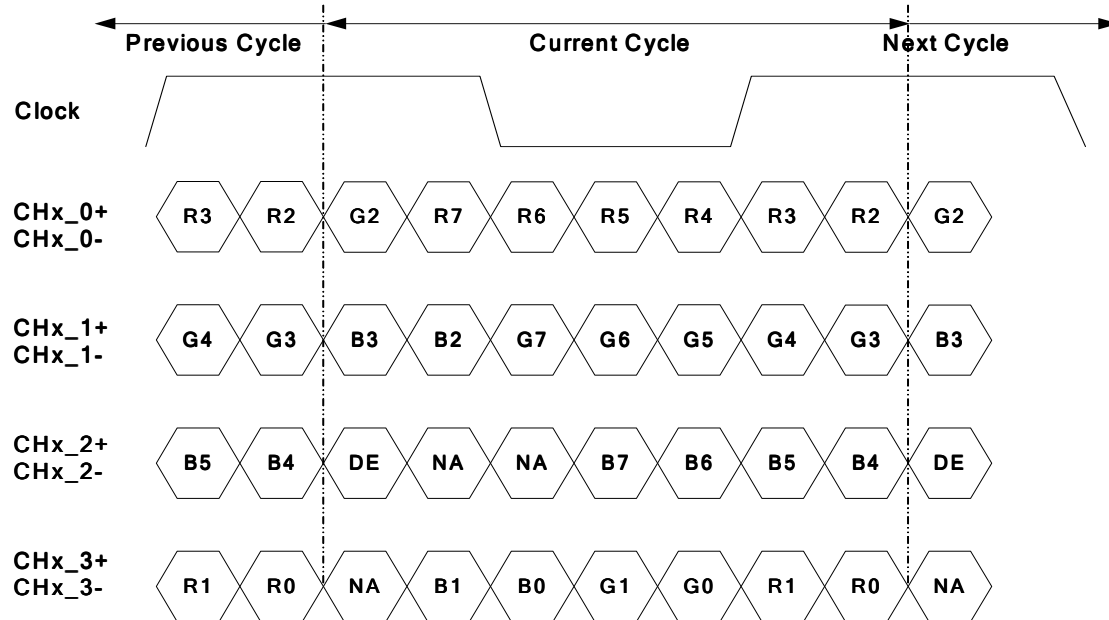 Previous Cycle Current Cycle Next Cycle
Clock
CHx_0+
CHx_0-
R3 R2 G2 R7 R6 R5 R4 R3 R2 G2
CHx_1+
CHx_1-
G4 G3 B3 B2 G7 G6 G5 G4 G3 B3
CHx_2+
CHx_2-
B5 B4 DE NA NA B7 B6 B5 B4 DE
CHx_3+
CHx_3-
R1 R0 NA B1 B0 G1 G0 R1 R0 NA